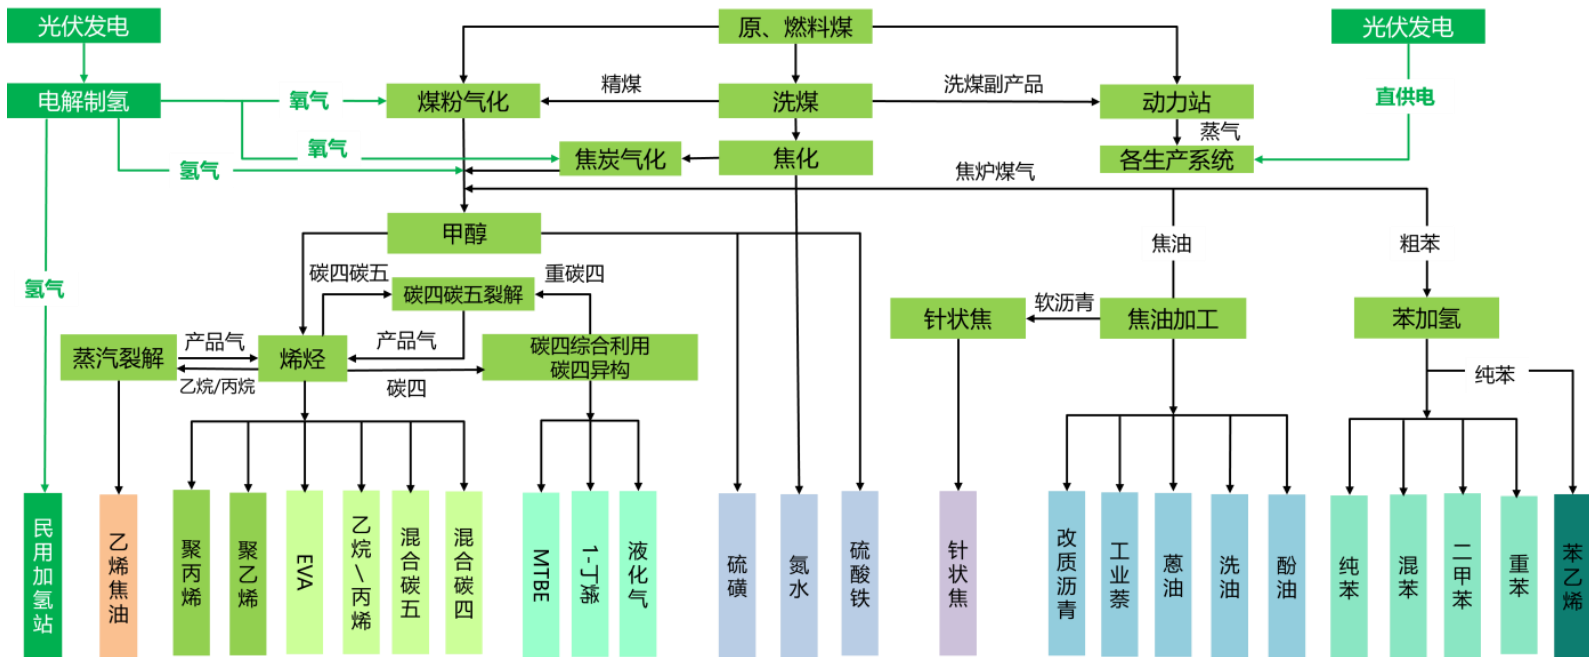 光伏发电
原、燃料煤
光伏发电
电解制氢
氧气
煤粉气化
精煤
洗煤
洗煤副产品
动力站
直供电
蒸气
氧气
焦炭气化
焦化
各生产系统
氢气
焦炉煤气
甲醇
焦油
粗苯
碳四碳五
重碳四
氢气
碳四碳五裂解
软沥青
针状焦
焦油加工
苯加氢
产品气
产品气
蒸汽裂解
烯烃
碳四综合利用
碳四异构
乙烷/丙烷
碳四
纯苯
民用加氢站
乙烯焦油
聚丙烯
聚乙烯
EVA
乙烷\丙烯
混合碳五
混合碳四
MTBE
1-丁烯
液化气
硫磺
氮水
硫酸铁
针状焦
改质沥青
工业萘
蒽油
洗油
酚油
纯苯
混苯
二甲苯
重苯
苯乙烯